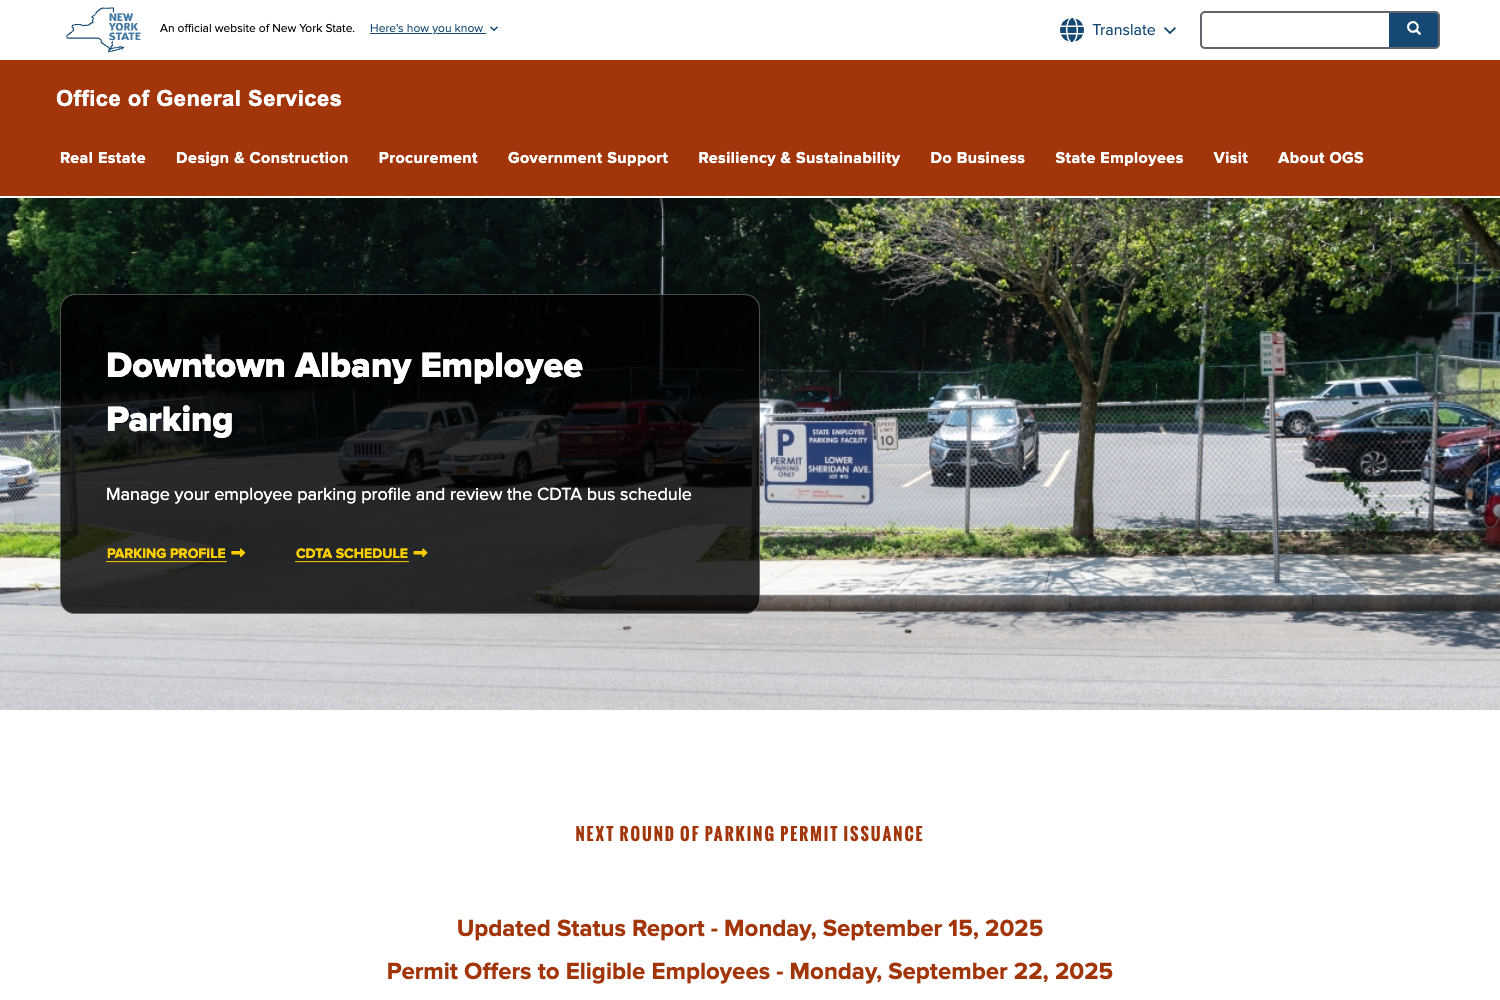 NEW
YORK
STATE
An official website of New York State.
Here's how you know
Translate
Office of General Services
Real Estate
Design & Construction
Procurement
Government Support
Resiliency & Sustainability
Do Business
State Employees
Visit
About OGS
Downtown Albany Employee
Parking
Manage your employee parking profile and review the CDTA bus schedule
PARKING PROFILE
CDTA SCHEDULE
P
PERMIT
PARKING
ONLY
STATE EMPLOYEE
PARKING FACILITY
LOWER
SHERIDAN AVE.
SPEED
LIMIT
10
NEXT ROUND OF PARKING PERMIT ISSUANCE
Updated Status Report - Monday, September 15, 2025
Permit Offers to Eligible Employees - Monday, September 22, 2025